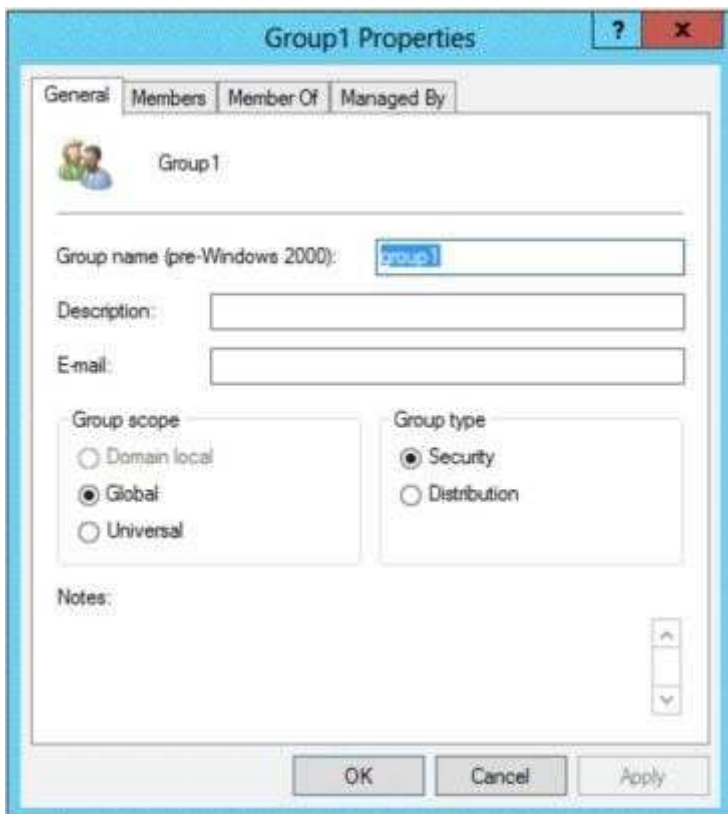 Group1 Properties
?
x
General Members Member Of Managed By
Group1
Group name (pre-Windows 2000): group1
Description:
E-mail:
Group scope Group type
Domain local Security
Global Distribution
Universal
Notes:
OK Cancel Apply